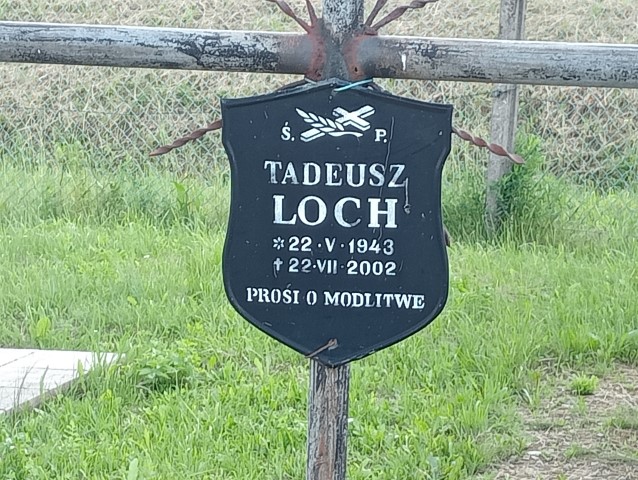 Ś. P.
TADEUSZ
LOCH
* 22 · V · 1943
† 22 · VII · 2002
PROSI O MODLITWE